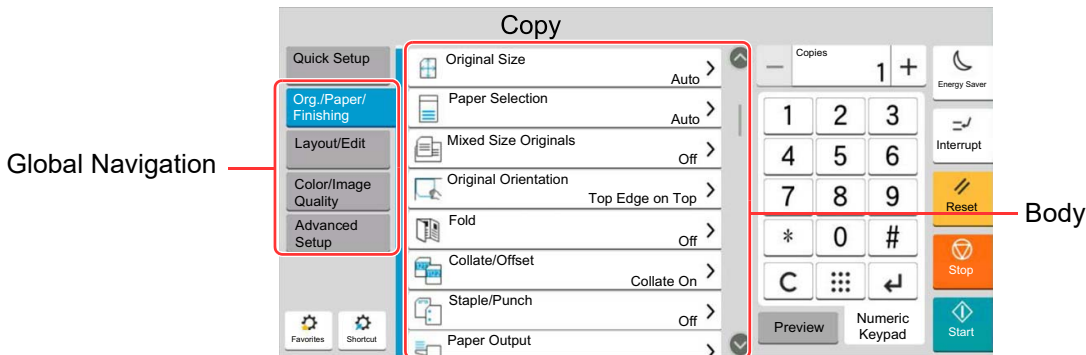 Copy
Global Navigation
Quick Setup
Org./Paper/
Finishing
Layout/Edit
Color/Image
Quality
Advanced
Setup
Favorites
Shortcut
Original Size
Auto
Paper Selection
Auto
Mixed Size Originals
Off
Original Orientation
Top Edge on Top
Fold
Off
Collate/Offset
Collate On
Staple/Punch
Off
Paper Output
Copies
− 1 +
1 2 3
4 5 6
7 8 9
* 0 #
C
Preview
Numeric
Keypad
Energy Saver
Interrupt
Reset
Stop
Start
Body